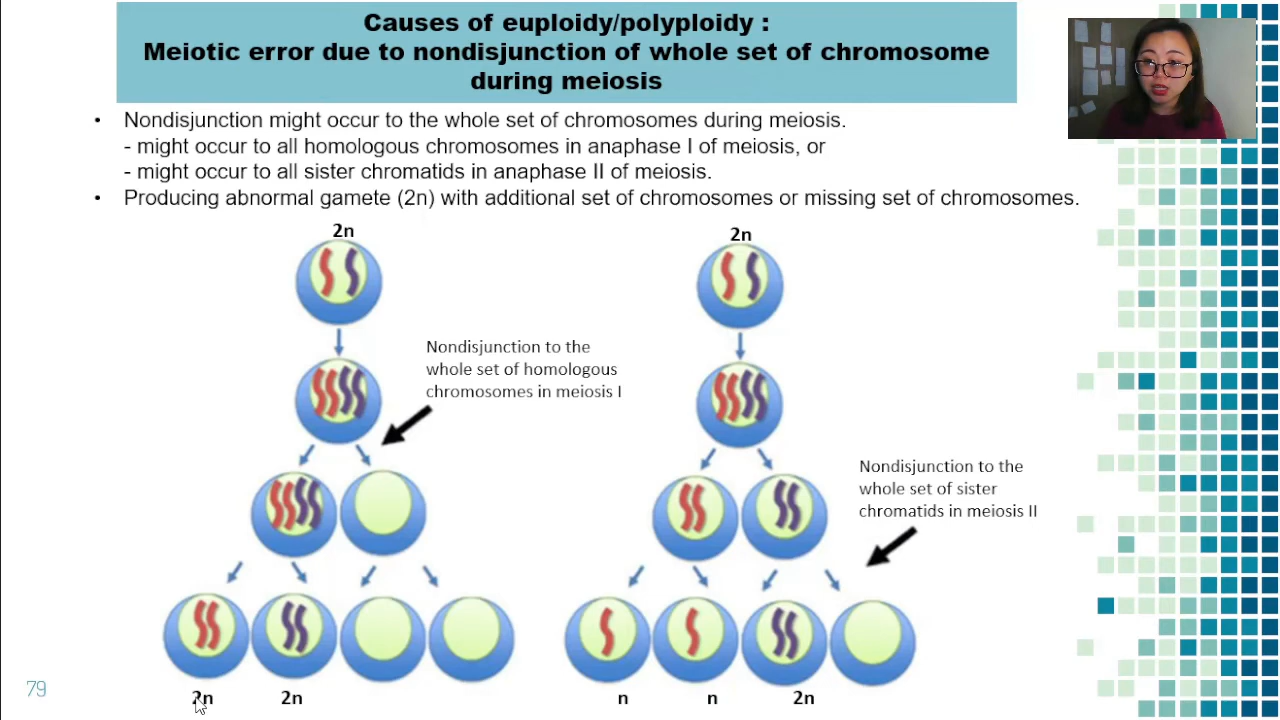 Causes of euploidy/polyploidy :
Meiotic error due to nondisjunction of whole set of chromosome
during meiosis
• Nondisjunction might occur to the whole set of chromosomes during meiosis.
- might occur to all homologous chromosomes in anaphase I of meiosis, or
- might occur to all sister chromatids in anaphase II of meiosis.
• Producing abnormal gamete (2n) with additional set of chromosomes or missing set of chromosomes.
2n
2n
Nondisjunction to the
whole set of homologous
chromosomes in meiosis I
Nondisjunction to the
whole set of sister
chromatids in meiosis II
2n
2n
n
n
2n
79